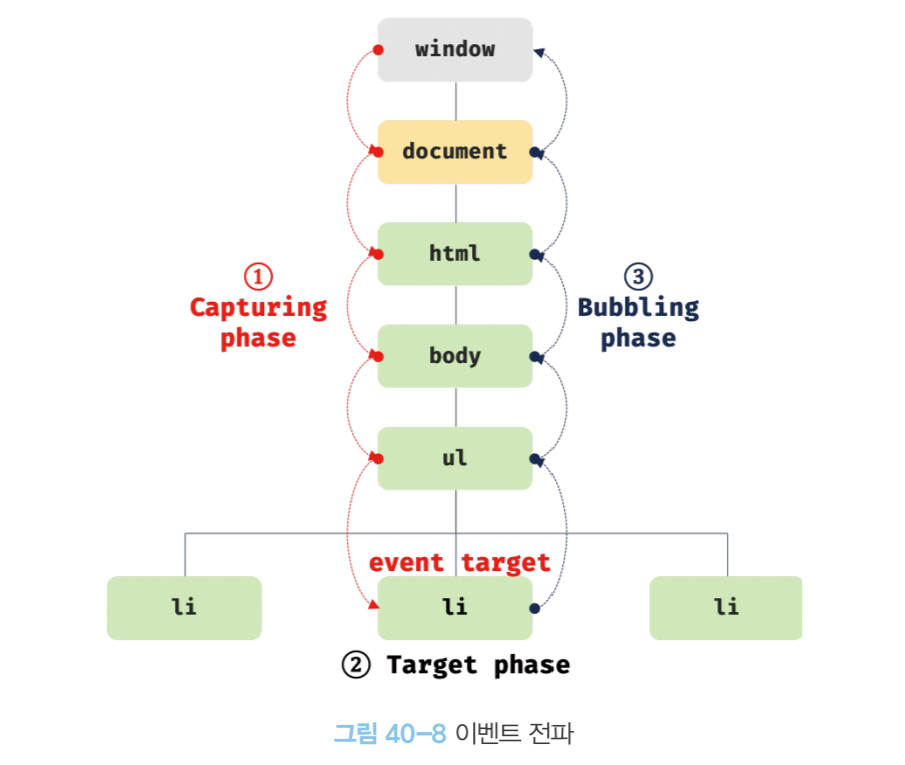 window
document
html
①
Capturing
phase
③
Bubbling
phase
body
ul
event target
li
li
li
② Target phase
그림 40-8 이벤트 전파